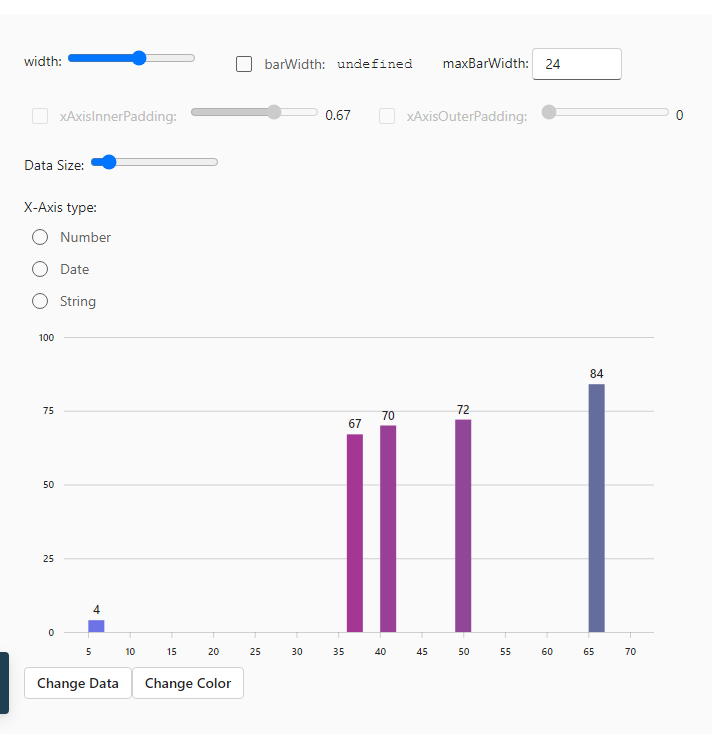 width: barWidth: undefined maxBarWidth: 24
xAxisInnerPadding: 0.67 xAxisOuterPadding: 0
Data Size:
X-Axis type:
Number
Date
String
100
84
75
72
70
67
50
25
4
0
5 10 15 20 25 30 35 40 45 50 55 60 65 70
Change Data Change Color